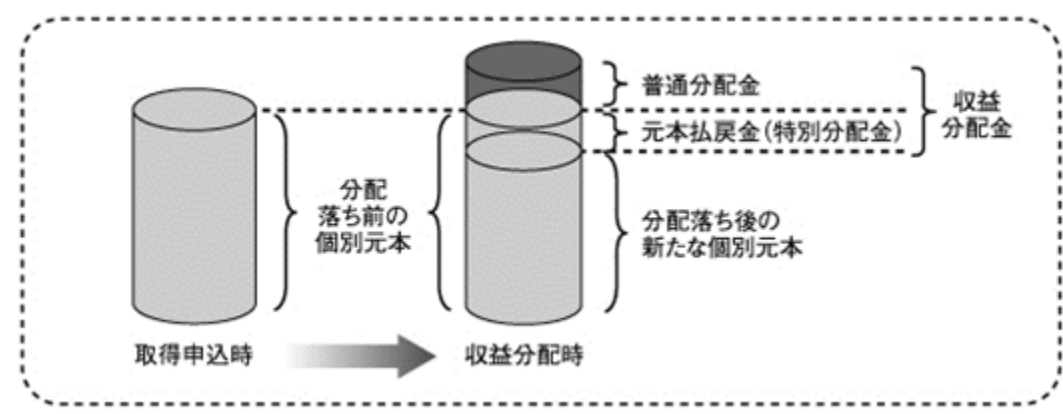 普通分配金
収益
分配金
元本払戻金（特別分配金）
分配
落ち前の
個別元本
分配落ち後の
新たな個別元本
取得申込時
収益分配時